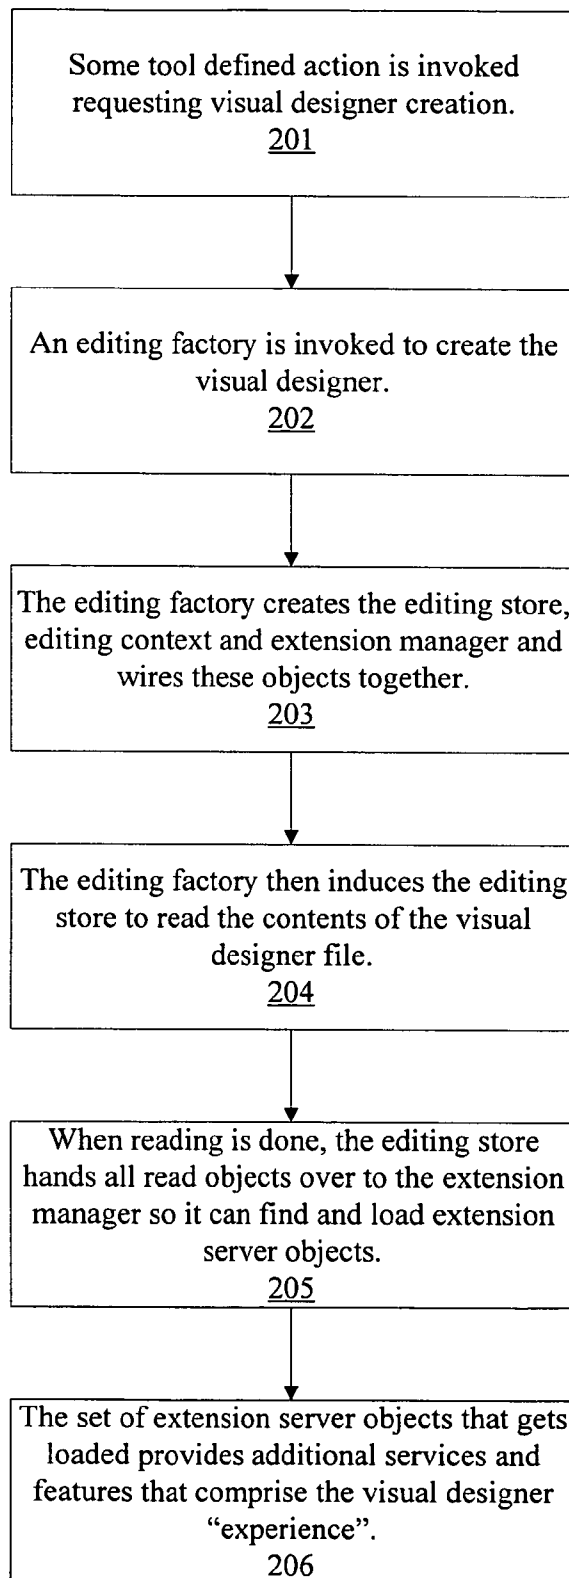 Some tool defined action is invoked
requesting visual designer creation.
201
An editing factory is invoked to create the
visual designer.
202
The editing factory creates the editing store,
editing context and extension manager and
wires these objects together.
203
The editing factory then induces the editing
store to read the contents of the visual
designer file.
204
When reading is done, the editing store
hands all read objects over to the extension
manager so it can find and load extension
server objects.
205
The set of extension server objects that gets
loaded provides additional services and
features that comprise the visual designer
“experience”.
206